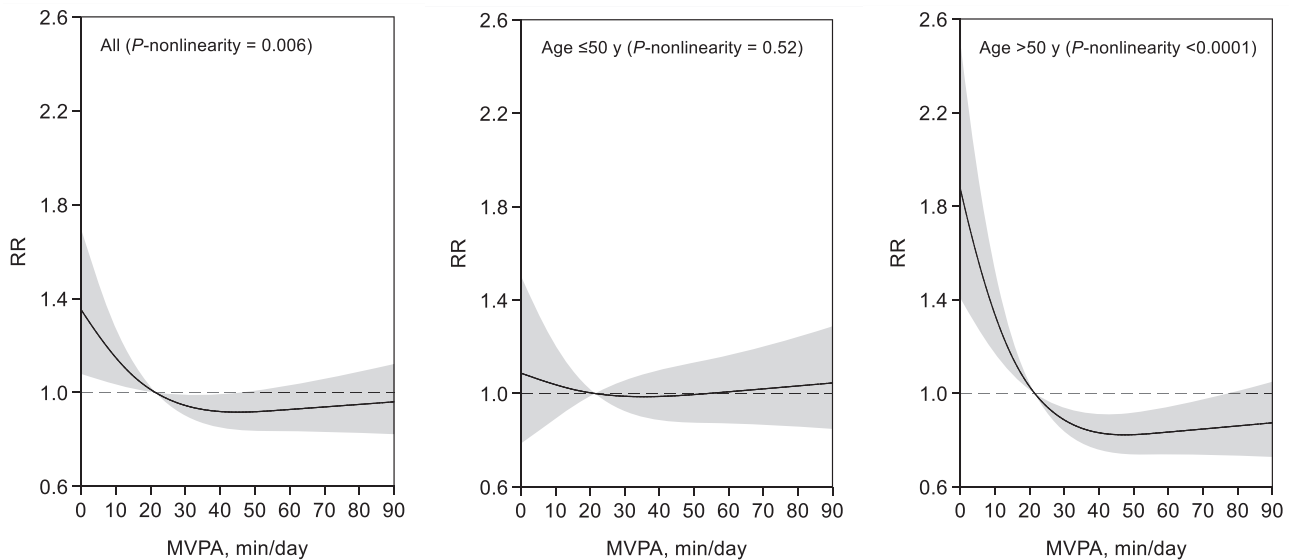 2.6
2.2
1.8
1.4
1.0
0.6
RR
All (P-nonlinearity = 0.006)
0 10 20 30 40 50 60 70 80 90
MVPA, min/day
2.6
2.2
1.8
1.4
1.0
0.6
RR
Age ≤50 y (P-nonlinearity = 0.52)
0 10 20 30 40 50 60 70 80 90
MVPA, min/day
2.6
2.2
1.8
1.4
1.0
0.6
RR
Age >50 y (P-nonlinearity <0.0001)
0 10 20 30 40 50 60 70 80 90
MVPA, min/day